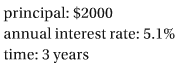 principal: $2000
annual interest rate: 5.1%
time: 3 years